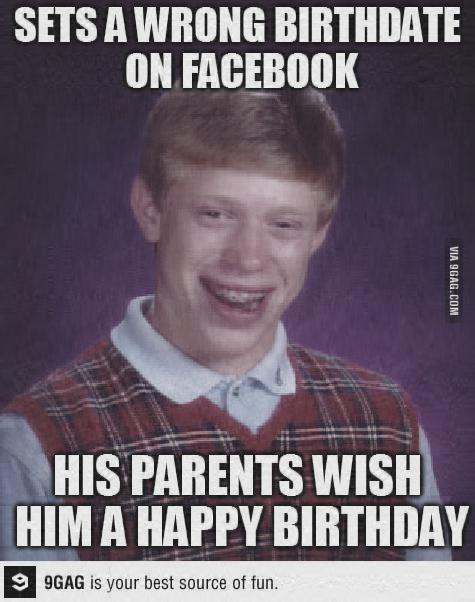 SETS A WRONG BIRTHDATE
ON FACEBOOK
VIA 9GAG.COM
HIS PARENTS WISH
HIM A HAPPY BIRTHDAY
9GAG is your best source of fun.